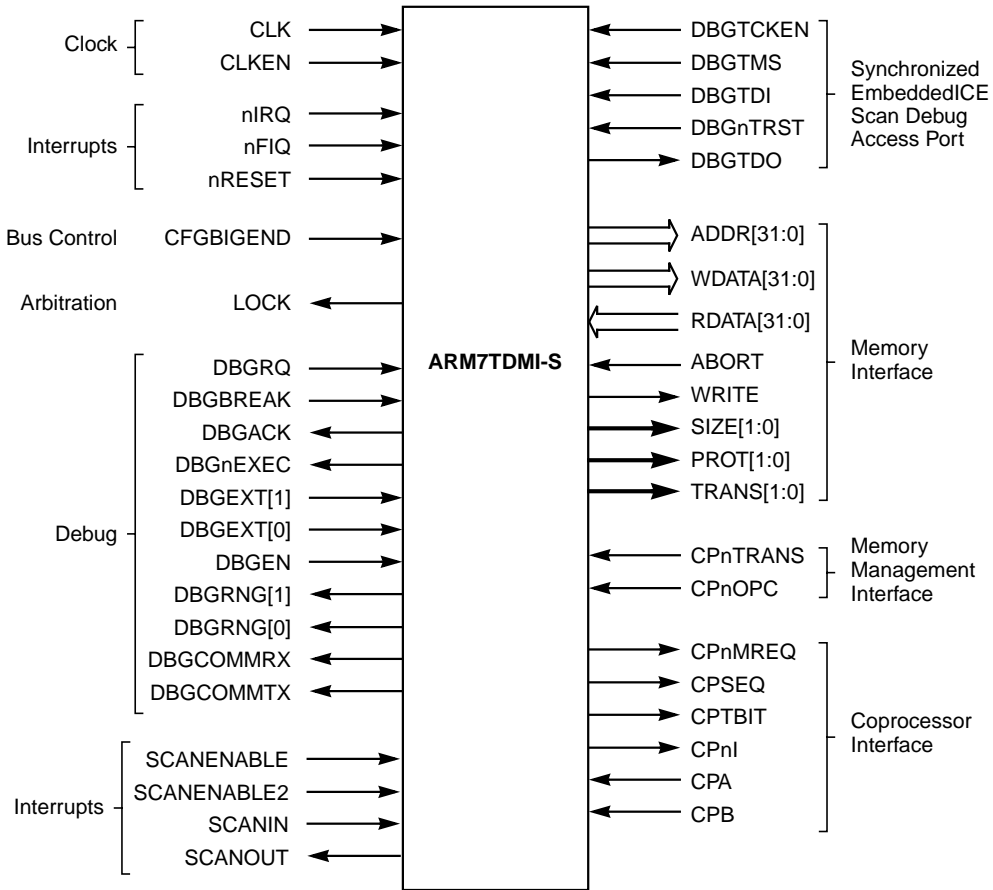 Clock
CLK
CLKEN
Interrupts
nIRQ
nFIQ
nRESET
Bus Control
CFGBIGEND
Arbitration
LOCK
Debug
DBGRQ
DBGBREAK
DBGACK
DBGnEXEC
DBGEXT[1]
DBGEXT[0]
DBGEN
DBGRNG[1]
DBGRNG[0]
DBGCOMMRX
DBGCOMMTX
Interrupts
SCANENABLE
SCANENABLE2
SCANIN
SCANOUT
ARM7TDMI-S
DBGTCKEN
DBGTMS
DBGTDI
DBGnTRST
DBGTDO
Synchronized
EmbeddedICE
Scan Debug
Access Port
ADDR[31:0]
WDATA[31:0]
RDATA[31:0]
ABORT
WRITE
SIZE[1:0]
PROT[1:0]
TRANS[1:0]
Memory
Interface
CPnTRANS
CPnOPC
Memory
Management
Interface
CPnMREQ
CPSEQ
CPTBIT
CPnI
CPA
CPB
Coprocessor
Interface